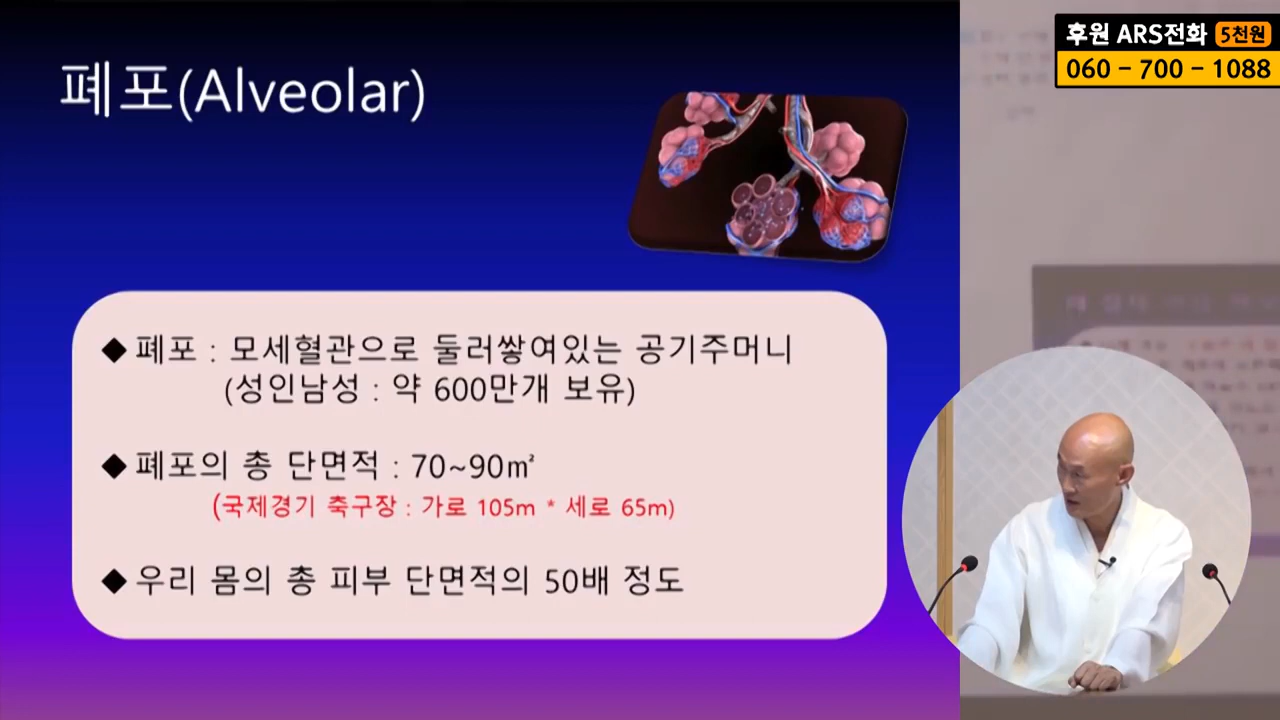 폐포(Alveolar)
후원 ARS전화 5천원
060 - 700 - 1088
◆ 폐포 : 모세혈관으로 둘러쌓여있는 공기주머니
(성인남성 : 약 600만개 보유)
◆ 폐포의 총 단면적 : 70~90㎡
(국제경기 축구장 : 가로 105m * 세로 65m)
◆ 우리 몸의 총 피부 단면적의 50배 정도